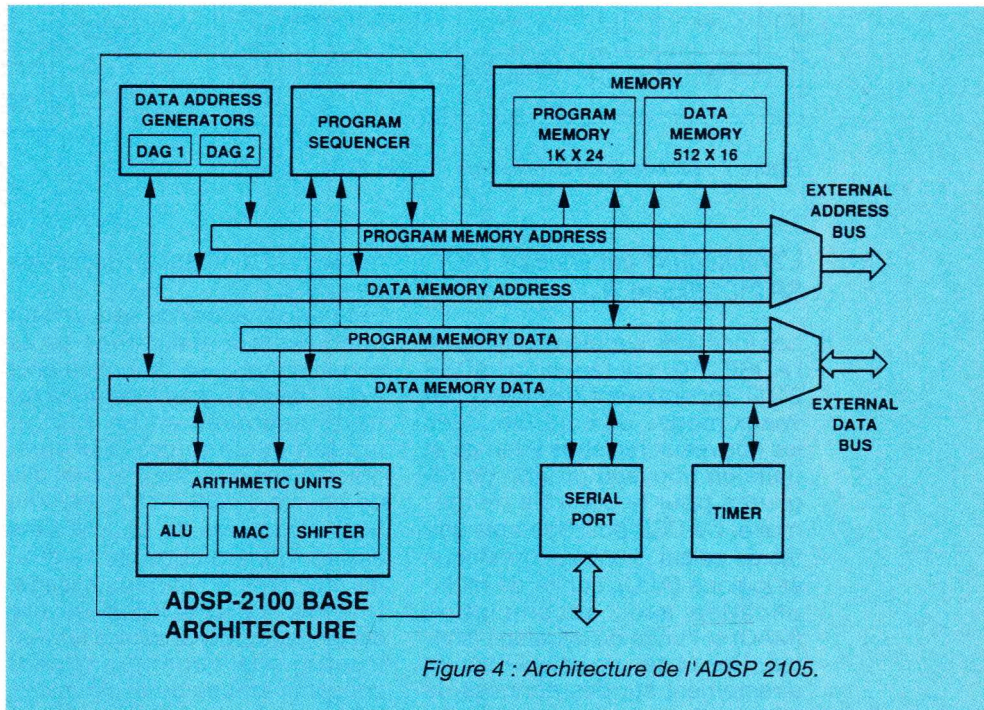 DATA ADDRESS
GENERATORS
DAG 1
DAG 2
PROGRAM
SEQUENCER
MEMORY
PROGRAM
MEMORY
1K X 24
DATA
MEMORY
512 X 16
EXTERNAL
ADDRESS
BUS
PROGRAM MEMORY ADDRESS
DATA MEMORY ADDRESS
PROGRAM MEMORY DATA
DATA MEMORY DATA
EXTERNAL
DATA
BUS
ARITHMETIC UNITS
ALU
MAC
SHIFTER
SERIAL
PORT
TIMER
ADSP-2100 BASE
ARCHITECTURE
Figure 4 : Architecture de l'ADSP 2105.